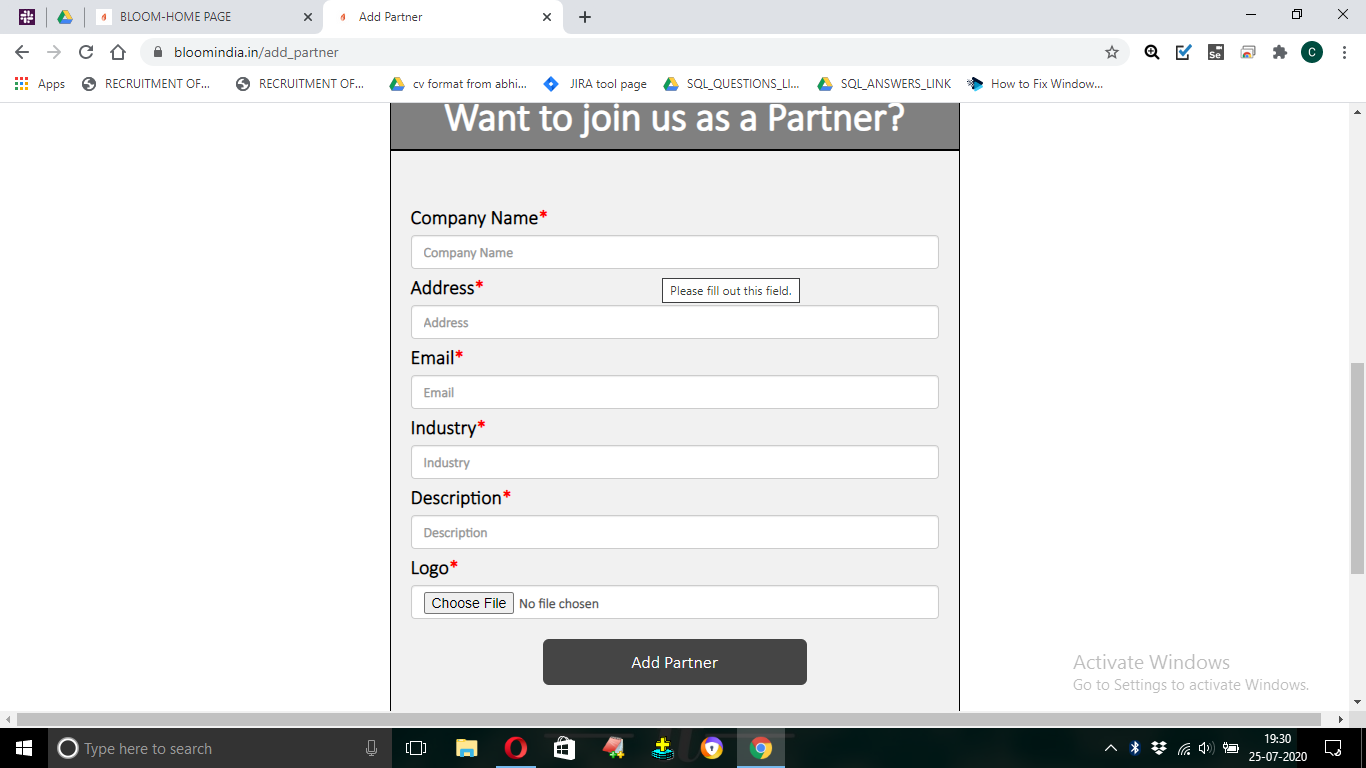 BLOOM-HOME PAGE
Add Partner
bloomindia.in/add_partner
Se
C
Apps
RECRUITMENT OF...
RECRUITMENT OF...
cv format from abhi...
JIRA tool page
SQL_QUESTIONS_LI...
SQL_ANSWERS_LINK
How to Fix Window...
Want to join us as a Partner?
Company Name*
Company Name
Address*
Please fill out this field.
Address
Email*
Email
Industry*
Industry
Description*
Description
Logo*
Choose File No file chosen
Add Partner
Activate Windows
Go to Settings to activate Windows.
Type here to search
19:30
25-07-2020